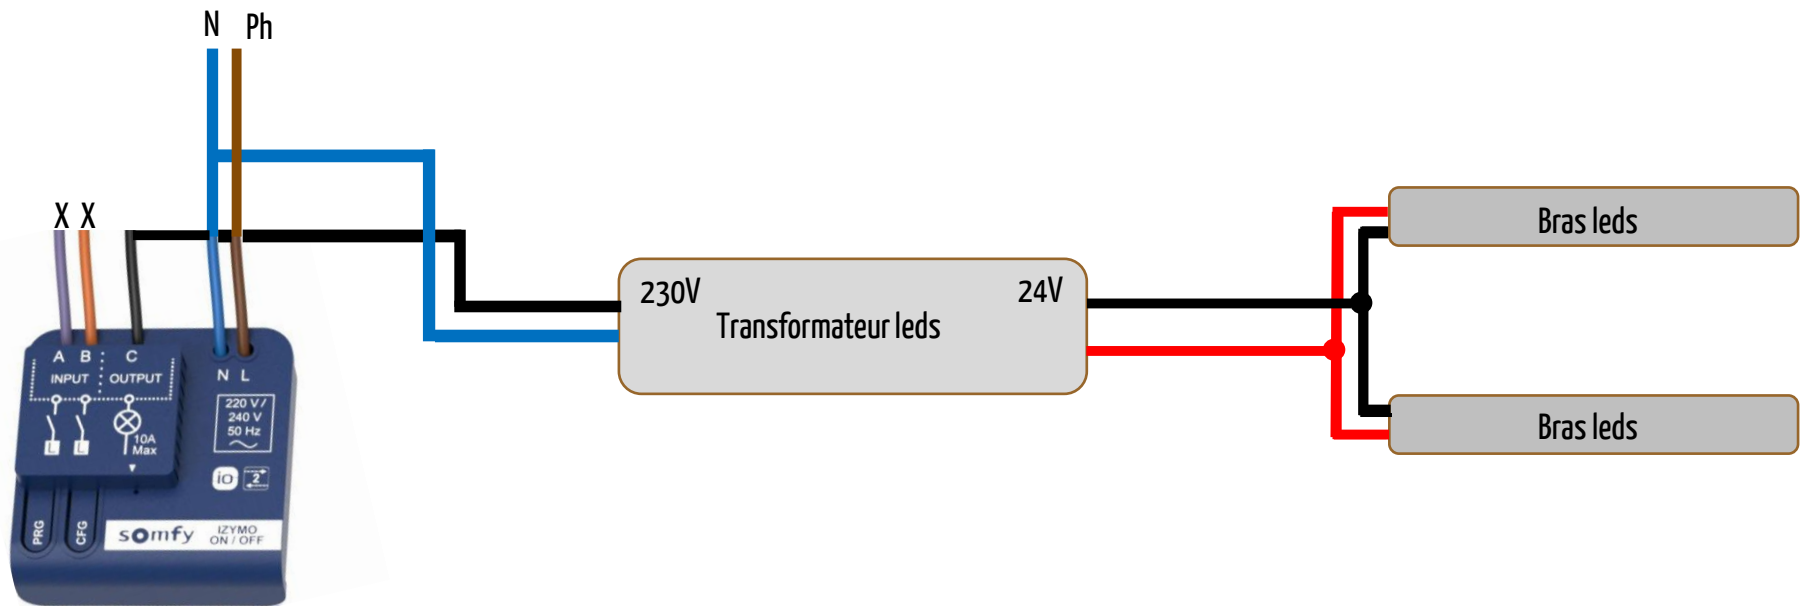 N Ph
X X
A B C
INPUT OUTPUT
L L
10A
Max
N L
220 V/
240 V
50 Hz
io 2
PRG
CFG
somfy
IZYMO
ON / OFF
230V
24V
Transformateur leds
Bras leds
Bras leds